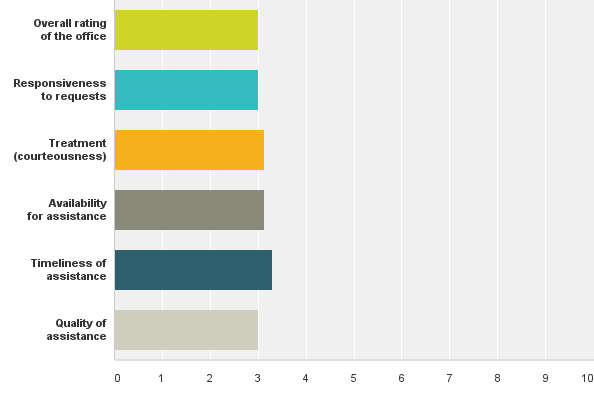 Overall rating
of the office
Responsiveness
to requests
Treatment
(courteousness)
Availability
for assistance
Timeliness of
assistance
Quality of
assistance
0 1 2 3 4 5 6 7 8 9 10